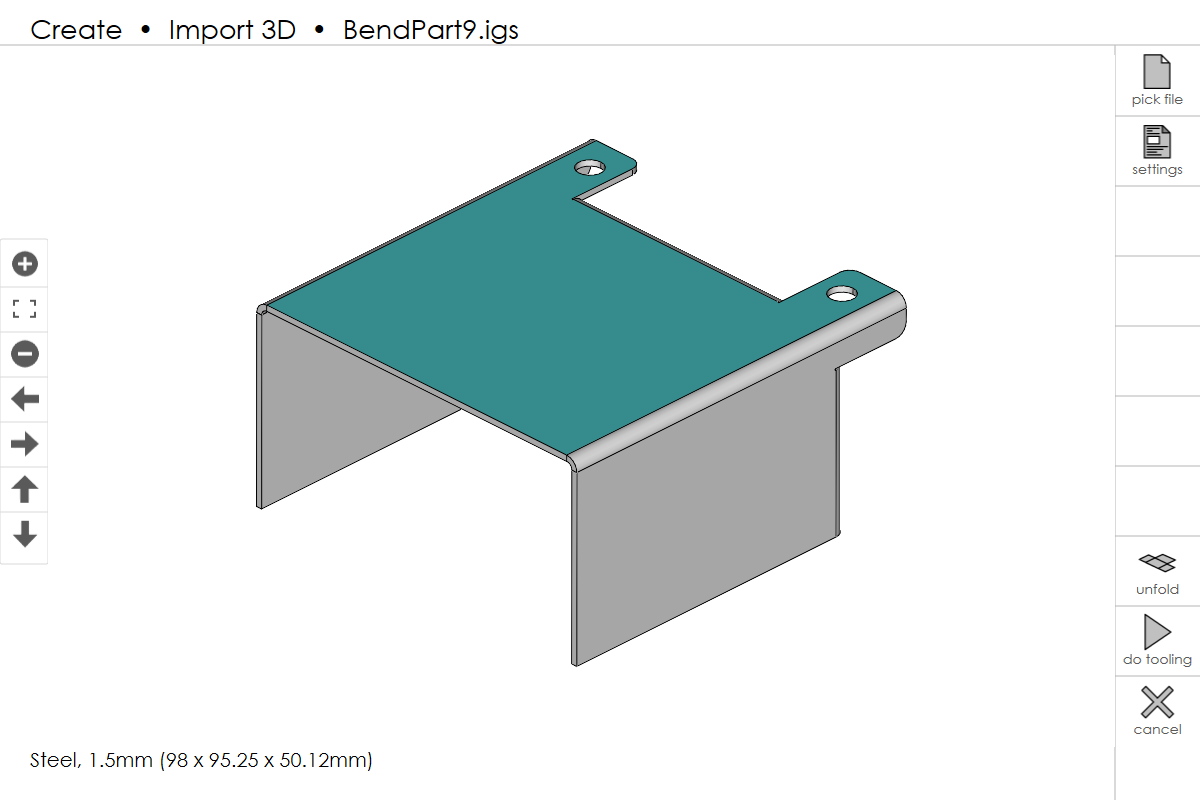 Create • Import 3D • BendPart9.igs
pick file
settings
unfold
do tooling
cancel
Steel, 1.5mm (98 x 95.25 x 50.12mm)